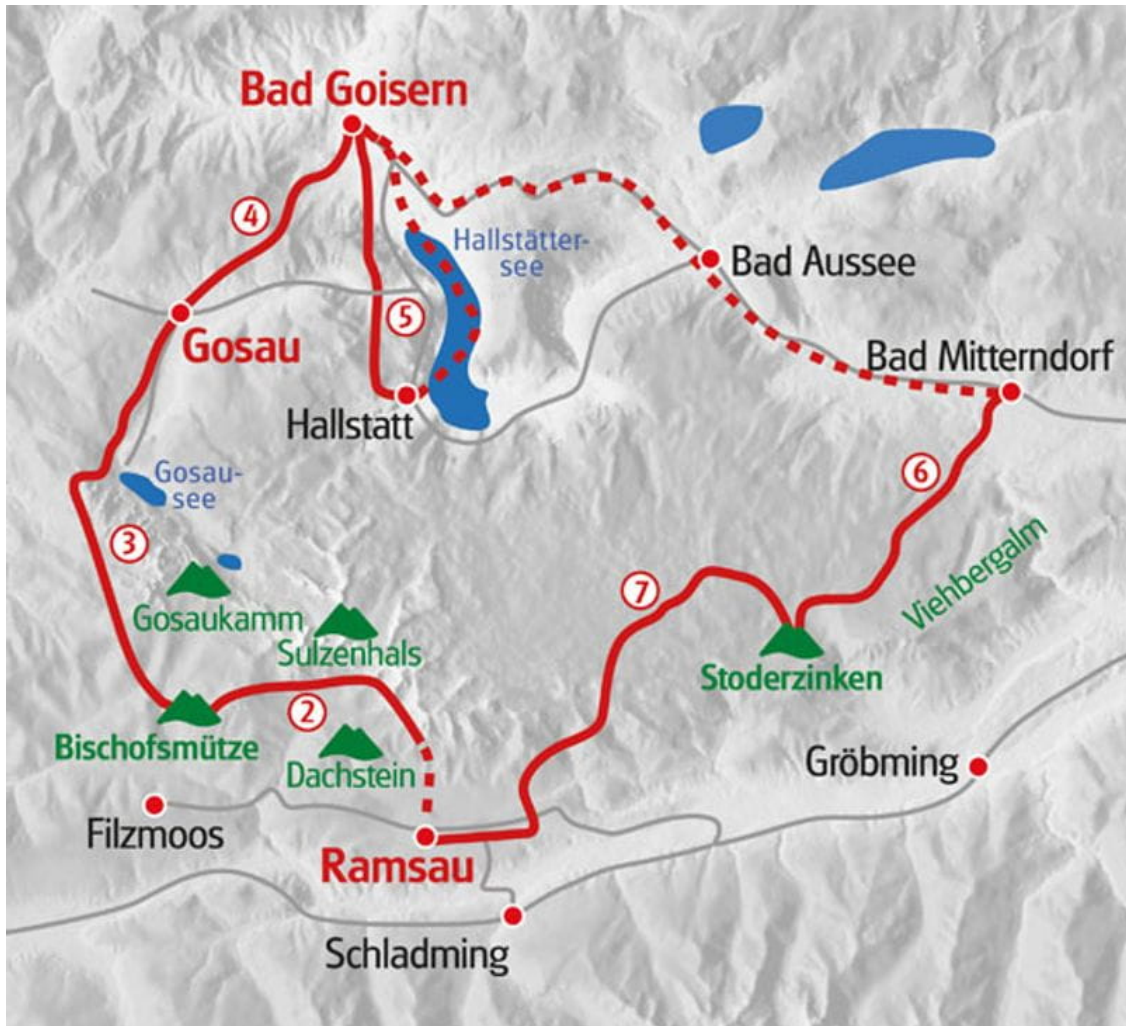 Bad Goisern
4
Hallstätter-
see
Bad Aussee
5
Gosau
Bad Mitterndorf
Hallstatt
Gosau-
see
6
3
Viehbergalm
7
Gosaukamm
Sulzenhals
Stoderzinken
2
Bischofsmütze
Dachstein
Gröbming
Filzmoos
Ramsau
Schladming